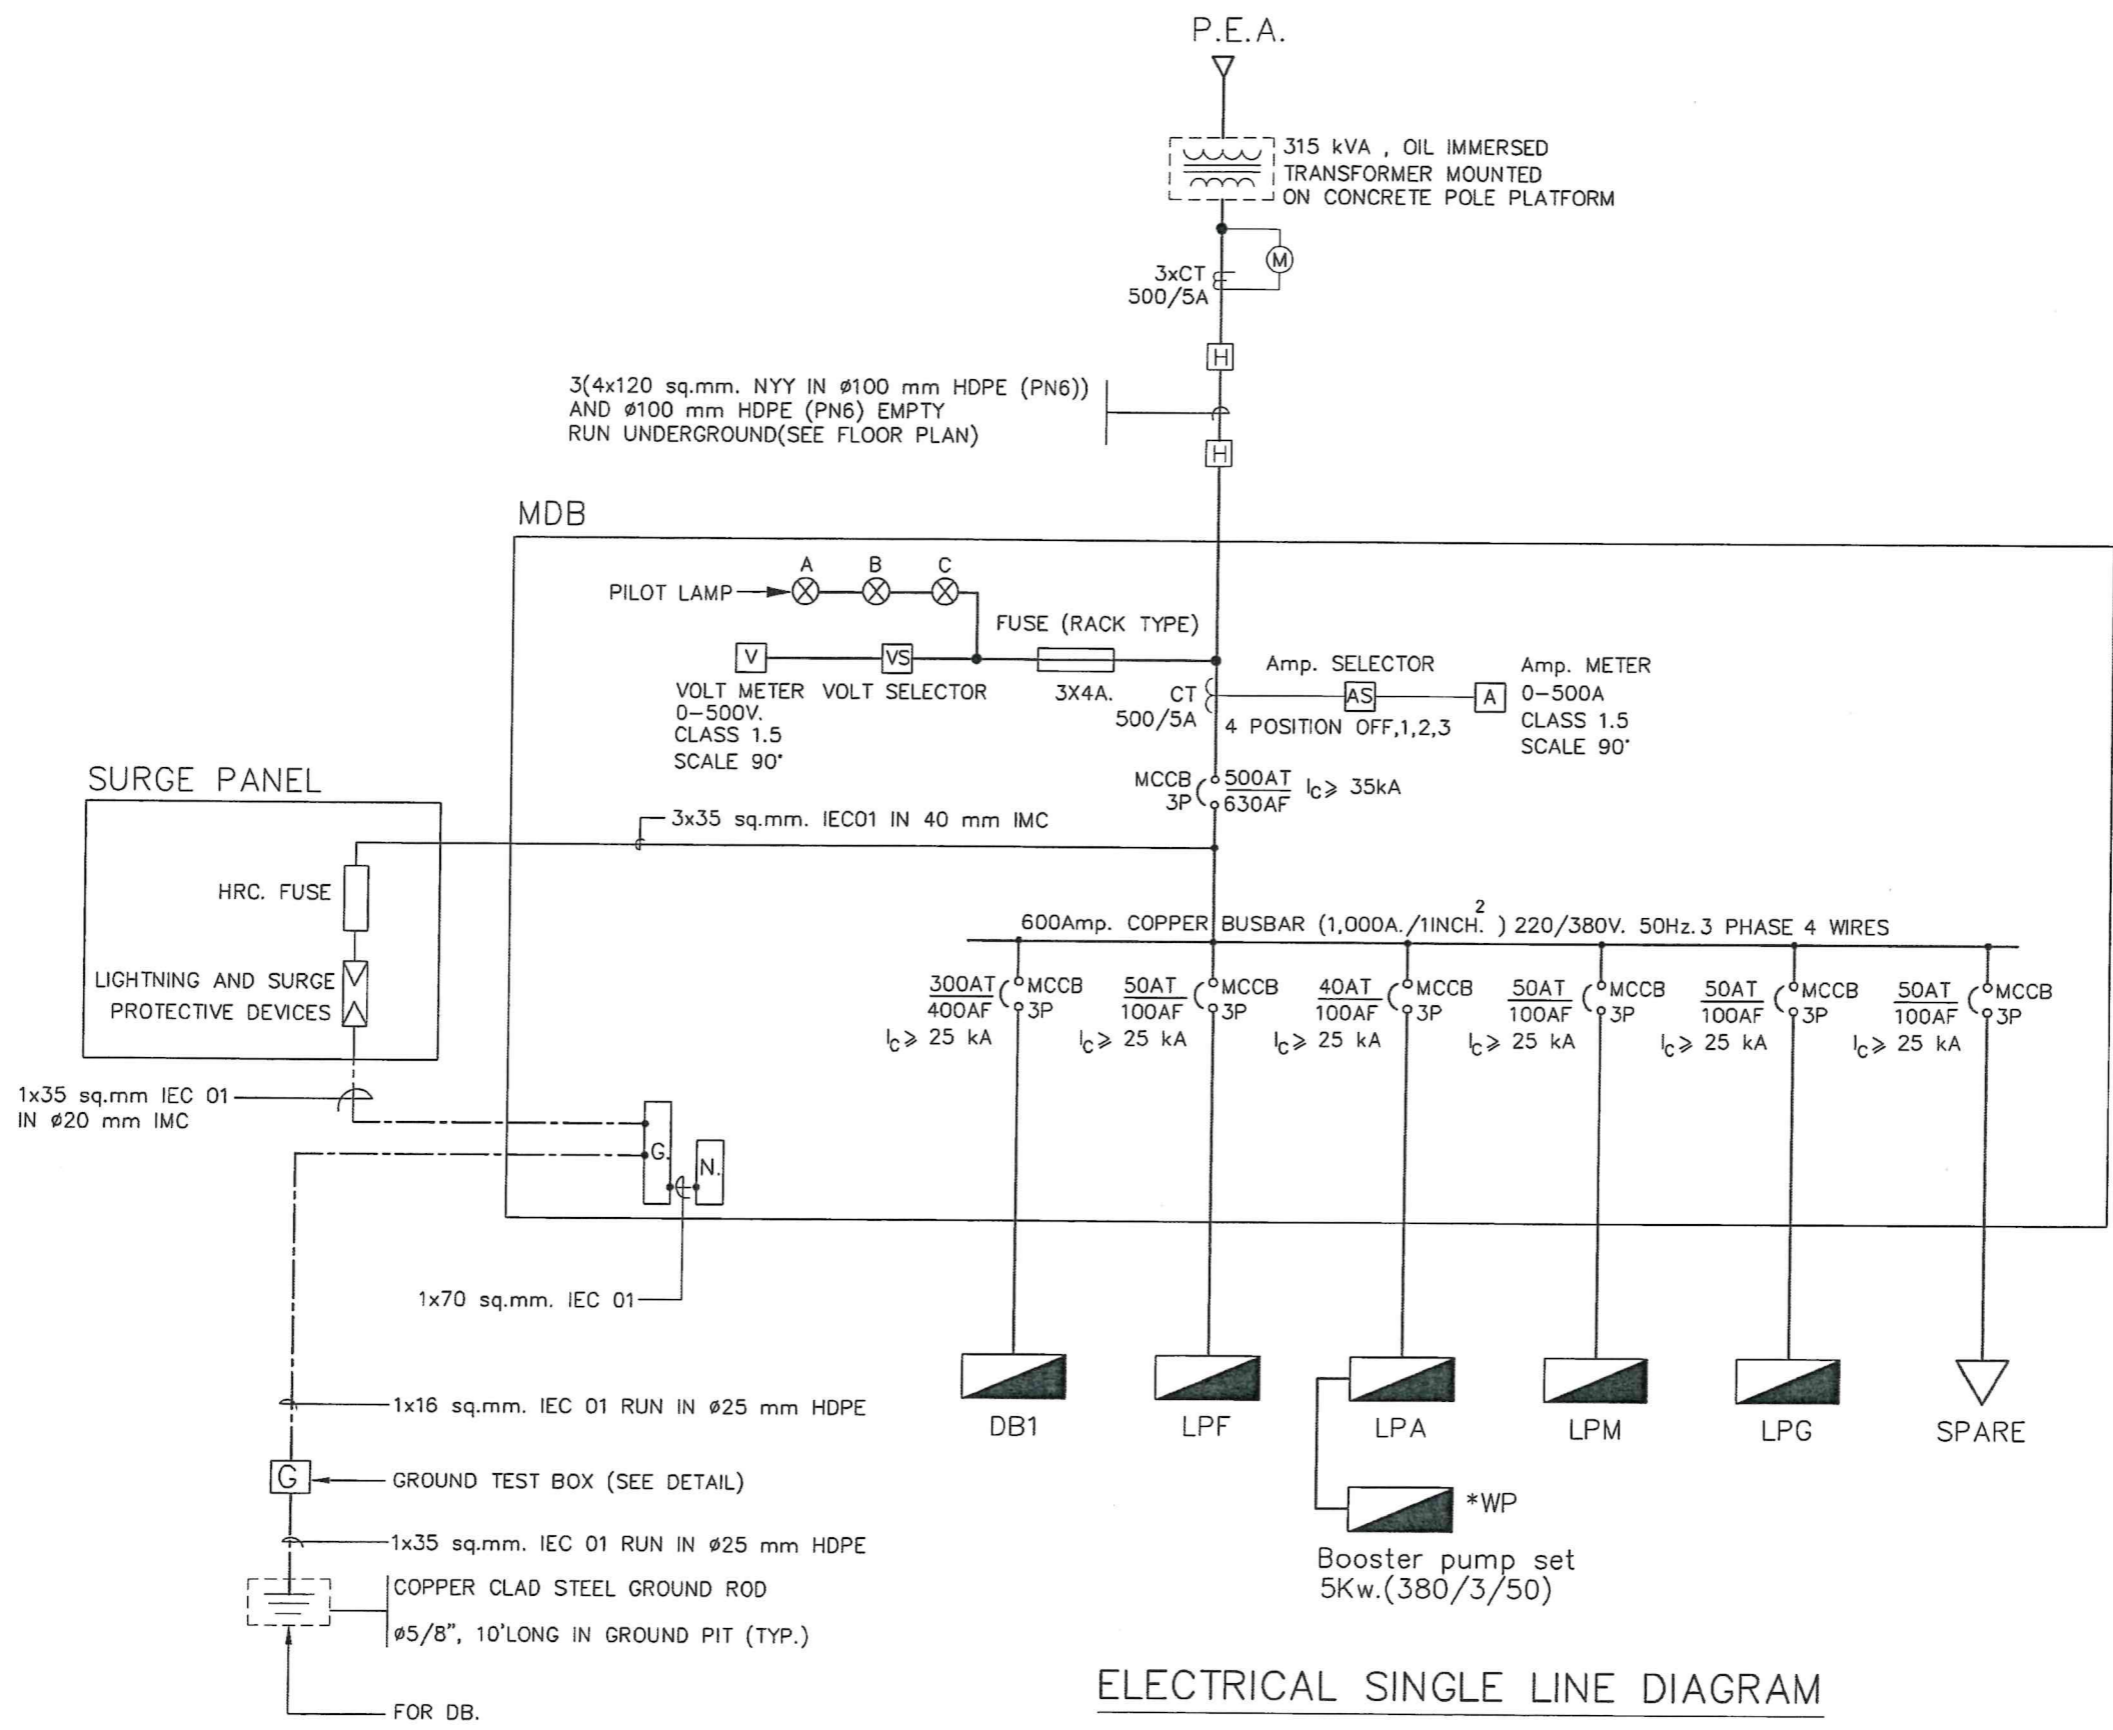 P.E.A.
315 kVA , OIL IMMERSED
TRANSFORMER MOUNTED
ON CONCRETE POLE PLATFORM
M
3xCT
500/5A
H
3(4x120 sq.mm. NYY IN ø100 mm HDPE (PN6))
AND ø100 mm HDPE (PN6) EMPTY
RUN UNDERGROUND(SEE FLOOR PLAN)
H
MDB
A B C
PILOT LAMP
FUSE (RACK TYPE)
V VS
VOLT METER VOLT SELECTOR 3X4A.
0-500V.
CLASS 1.5
SCALE 90°
CT
500/5A
Amp. SELECTOR
AS
4 POSITION OFF,1,2,3
A
Amp. METER
0-500A
CLASS 1.5
SCALE 90°
MCCB 500AT IC⩾ 35kA
3P 630AF
SURGE PANEL
3x35 sq.mm. IEC01 IN 40 mm IMC
HRC. FUSE
LIGHTNING AND SURGE
PROTECTIVE DEVICES
600Amp. COPPER BUSBAR (1,000A./1INCH.² ) 220/380V. 50Hz.3 PHASE 4 WIRES
300AT MCCB
400AF 3P
IC⩾ 25 kA
50AT MCCB
100AF 3P
IC⩾ 25 kA
40AT MCCB
100AF 3P
IC⩾ 25 kA
50AT MCCB
100AF 3P
IC⩾ 25 kA
50AT MCCB
100AF 3P
IC⩾ 25 kA
50AT MCCB
100AF 3P
IC⩾ 25 kA
1x35 sq.mm IEC 01
IN ø20 mm IMC
G.
N.
1x70 sq.mm. IEC 01
DB1 LPF LPA LPM LPG SPARE
*WP
Booster pump set
5Kw.(380/3/50)
1x16 sq.mm. IEC 01 RUN IN ø25 mm HDPE
G
GROUND TEST BOX (SEE DETAIL)
1x35 sq.mm. IEC 01 RUN IN ø25 mm HDPE
COPPER CLAD STEEL GROUND ROD
ø5/8", 10'LONG IN GROUND PIT (TYP.)
FOR DB.
ELECTRICAL SINGLE LINE DIAGRAM